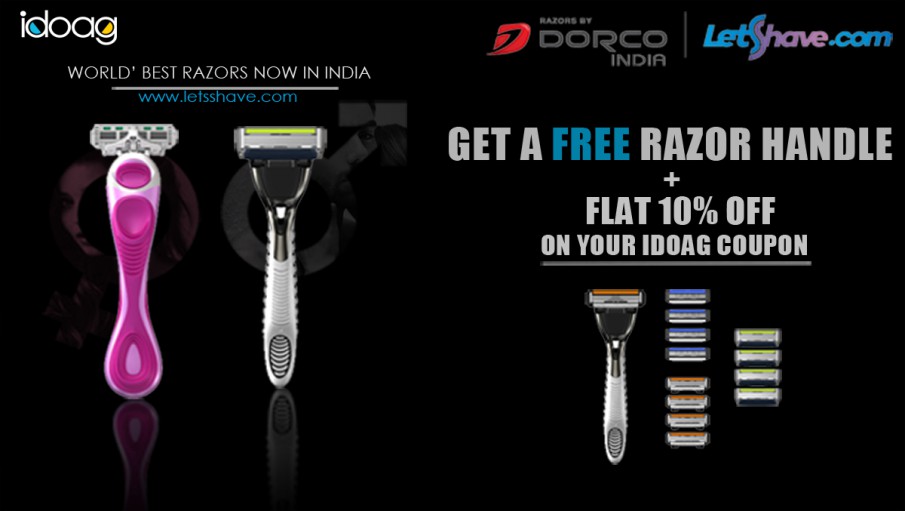 idoag
WORLD' BEST RAZORS NOW IN INDIA
www.letsshave.com
RAZORS BY
DORCO
INDIA
LetSShave.com
GET A FREE RAZOR HANDLE
+
FLAT 10% OFF
ON YOUR IDOAG COUPON